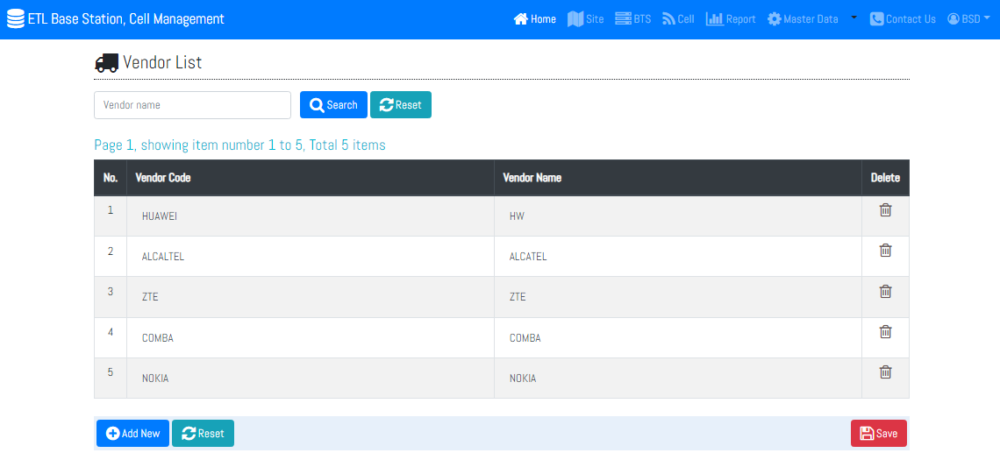 ETL Base Station, Cell Management Home Site BTS Cell Report Master Data Contact Us BSD
Vendor List
Vendor name Search Reset
Page 1, showing item number 1 to 5, Total 5 items
No. Vendor Code Vendor Name Delete
1 HUAWEI HW
2 ALCALTEL ALCATEL
3 ZTE ZTE
4 COMBA COMBA
5 NOKIA NOKIA
Add New Reset Save